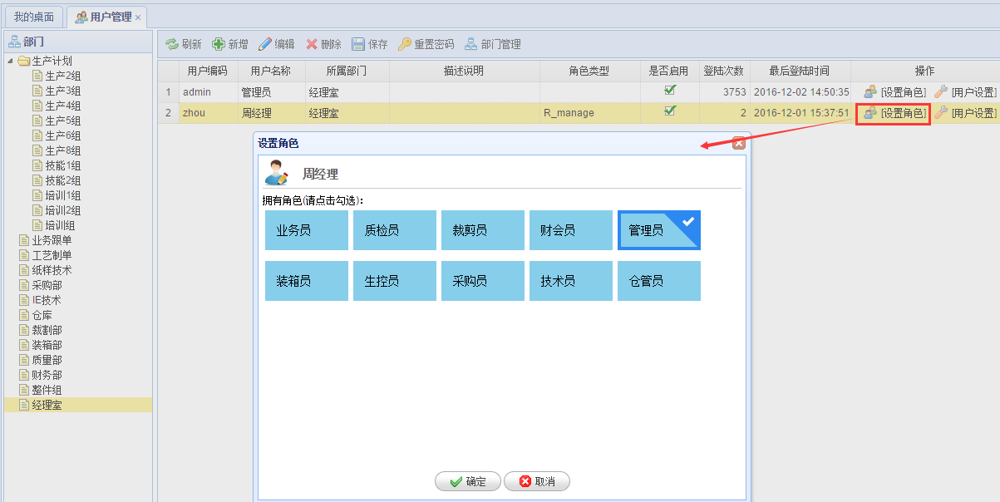 我的桌面 用户管理 ×
部门
生产计划
生产2组
生产3组
生产4组
生产5组
生产6组
生产8组
技能1组
技能2组
培训1组
培训2组
培训组
业务跟单
工艺制单
纸样技术
采购部
IE技术
仓库
裁剪部
装箱部
质量部
财务部
整件组
经理室
刷新 新增 编辑 删除 保存 重置密码 部门管理
用户编码 用户名称 所属部门 描述说明 角色类型 是否启用 登陆次数 最后登陆时间 操作
1 admin 管理员 经理室 3753 2016-12-02 14:50:35 [设置角色] [用户设置]
2 zhou 周经理 经理室 R_manage 2 2016-12-01 15:37:51 [设置角色] [用户设置]
设置角色
周经理
拥有角色(请点击勾选):
业务员 质检员 裁剪员 财会员 管理员
装箱员 生控员 采购员 技术员 仓管员
确定 取消